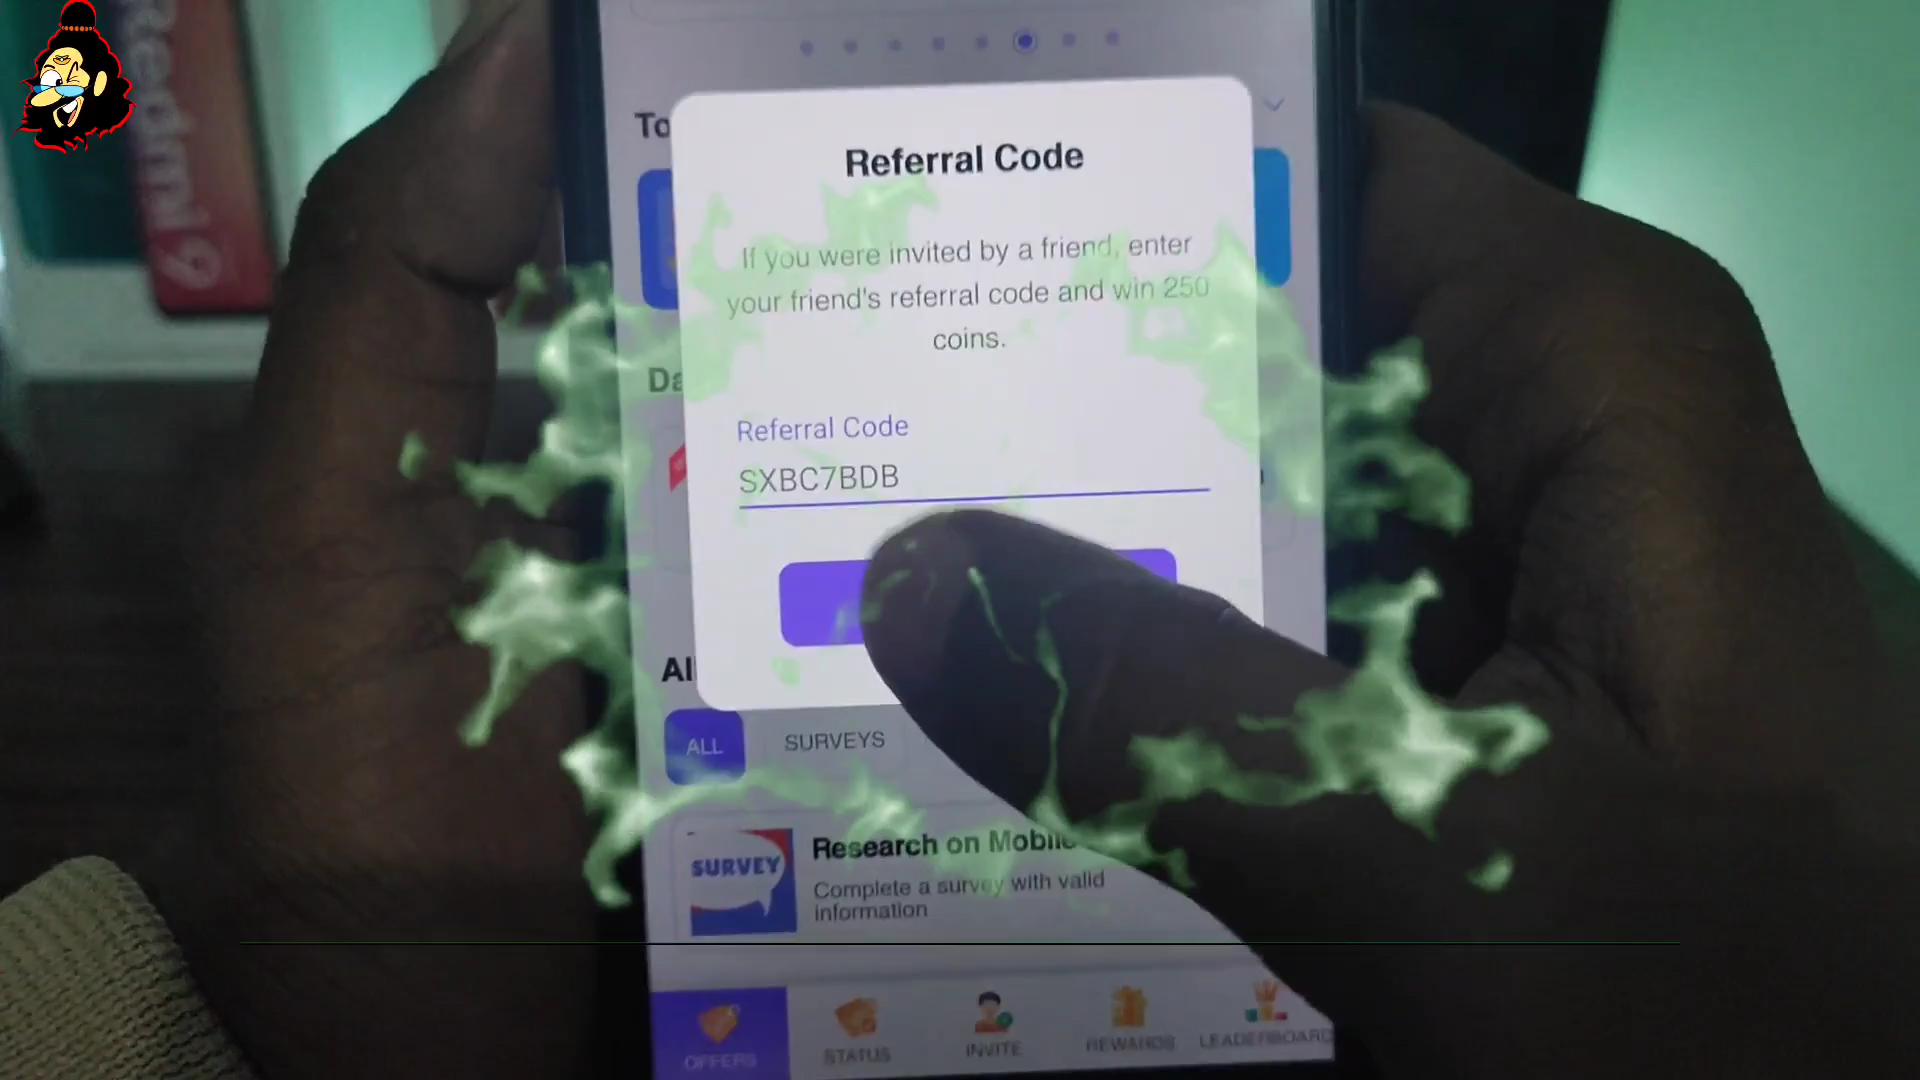 Redmi 9
To
Referral Code
If you were invited by a friend, enter
your friend's referral code and win 250
coins.
Da
Referral Code
SXBC7BDB
All
ALL
SURVEYS
SURVEY
Research on Mobile
Complete a survey with valid
information
OFFERS
STATUS
INVITE
REWARDS
LEADERBOARD